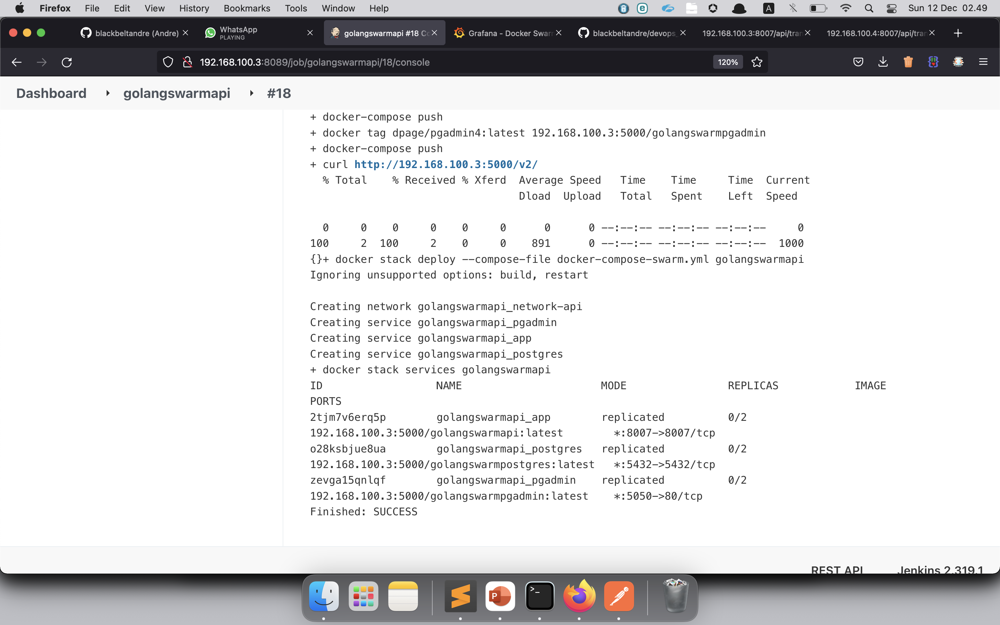 Firefox File Edit View History Bookmarks Tools Window Help A Sun 12 Dec 02.49
blackbeltandre (Andre) WhatsApp golangswarmapi #18 Co Grafana - Docker Swarm blackbeltandre/devops_ 192.168.100.3:8007/api/tran 192.168.100.4:8007/api/tran
PLAYING
192.168.100.3:8089/job/golangswarmapi/18/console 120%
Dashboard golangswarmapi #18
+ docker-compose push
+ docker tag dpage/pgadmin4:latest 192.168.100.3:5000/golangswarmpgadmin
+ docker-compose push
+ curl http://192.168.100.3:5000/v2/
% Total % Received % Xferd Average Speed Time Time Time Current
Dload Upload Total Spent Left Speed
0 0 0 0 0 0 0 0 --:--:-- --:--:-- --:--:-- 0
100 2 100 2 0 0 891 0 --:--:-- --:--:-- --:--:-- 1000
{}+ docker stack deploy --compose-file docker-compose-swarm.yml golangswarmapi
Ignoring unsupported options: build, restart
Creating network golangswarmapi_network-api
Creating service golangswarmapi_pgadmin
Creating service golangswarmapi_app
Creating service golangswarmapi_postgres
+ docker stack services golangswarmapi
ID NAME MODE REPLICAS IMAGE
PORTS
2tjm7v6erq5p golangswarmapi_app replicated 0/2
192.168.100.3:5000/golangswarmapi:latest *:8007->8007/tcp
o28ksbjue8ua golangswarmapi_postgres replicated 0/2
192.168.100.3:5000/golangswarmpostgres:latest *:5432->5432/tcp
zevga15qnlqf golangswarmapi_pgadmin replicated 0/2
192.168.100.3:5000/golangswarmpgadmin:latest *:5050->80/tcp
Finished: SUCCESS
REST API Jenkins 2.319.1